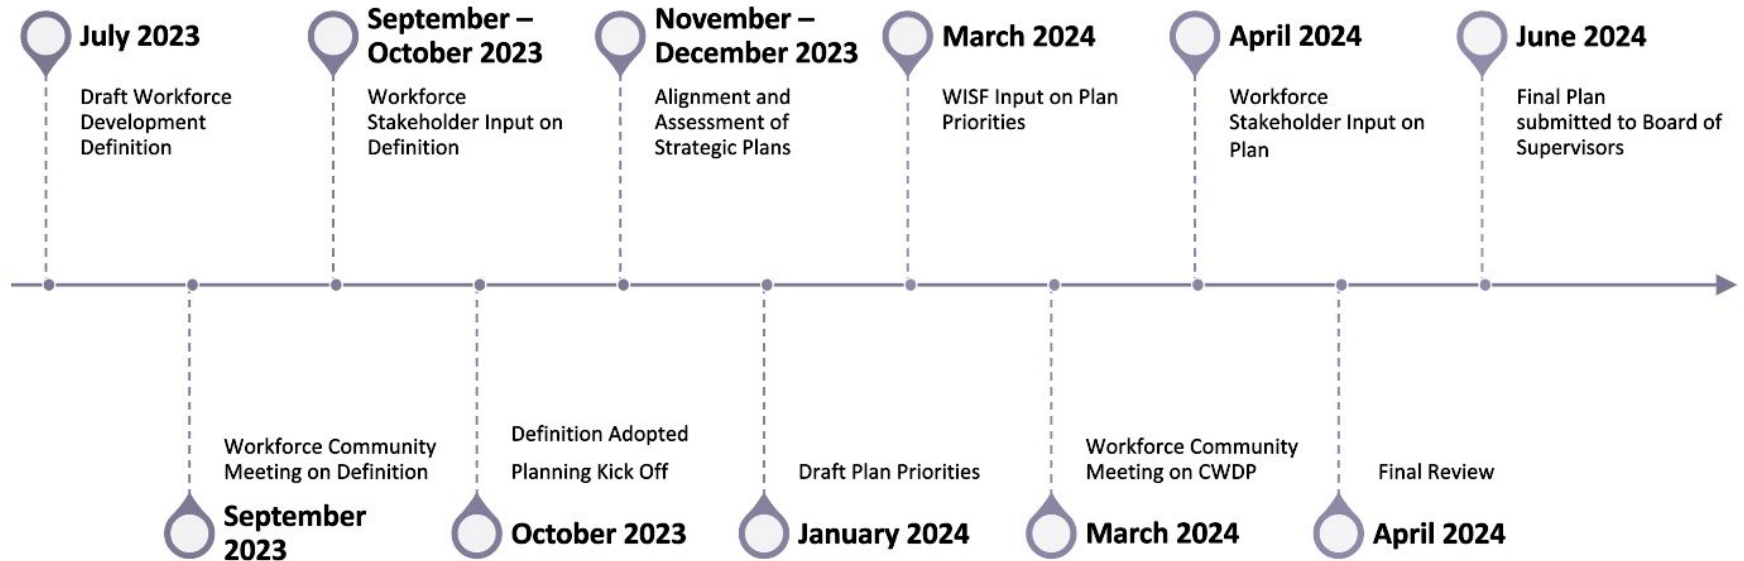 July 2023
Draft Workforce
Development
Definition
September –
October 2023
Workforce
Stakeholder Input on
Definition
November –
December 2023
Alignment and
Assessment of
Strategic Plans
March 2024
WISF Input on Plan
Priorities
April 2024
Workforce
Stakeholder Input on
Plan
June 2024
Final Plan
submitted to Board of
Supervisors
Workforce Community
Meeting on Definition
September
2023
Definition Adopted
Planning Kick Off
October 2023
Draft Plan Priorities
January 2024
Workforce Community
Meeting on CWDP
March 2024
Final Review
April 2024